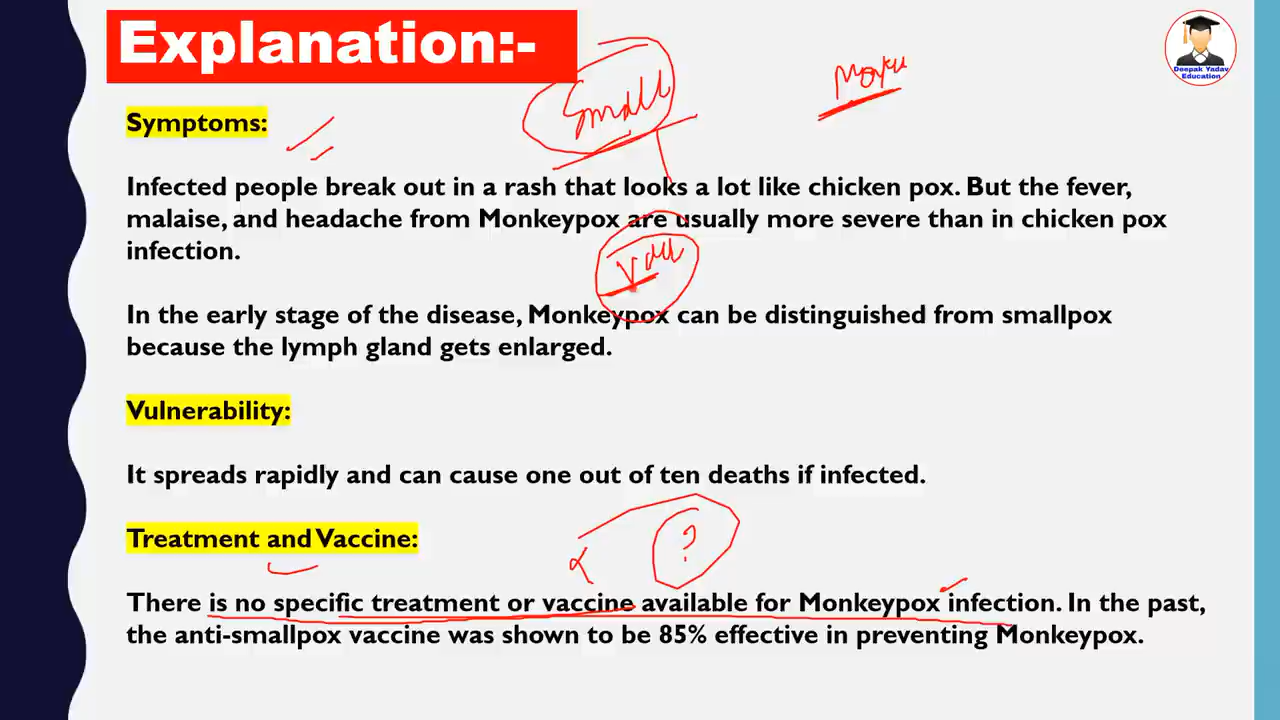 Explanation:-
Deepak Yadav
Education
Small
Symptoms:
Infected people break out in a rash that looks a lot like chicken pox. But the fever,
malaise, and headache from Monkeypox are usually more severe than in chicken pox
infection.
In the early stage of the disease, Monkeypox can be distinguished from smallpox
because the lymph gland gets enlarged.
Vulnerability:
It spreads rapidly and can cause one out of ten deaths if infected.
Treatment and Vaccine:
?
There is no specific treatment or vaccine available for Monkeypox infection. In the past,
the anti-smallpox vaccine was shown to be 85% effective in preventing Monkeypox.